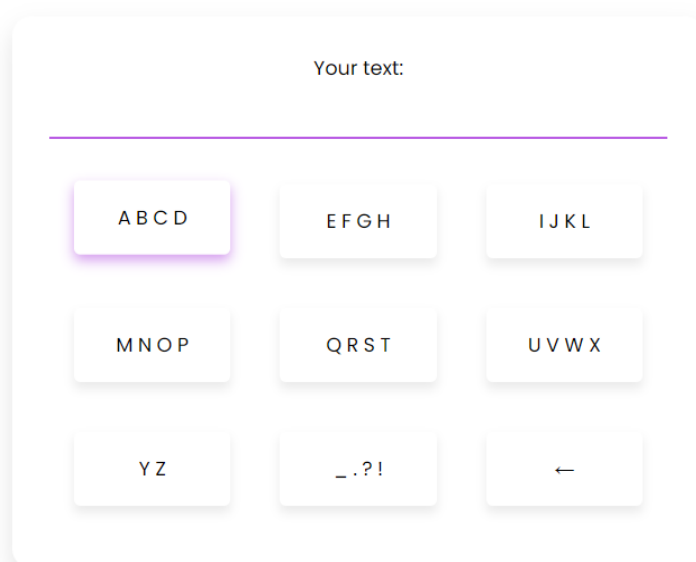 Your text:
A B C D
E F G H
I J K L
M N O P
Q R S T
U V W X
Y Z
_ . ? !
←